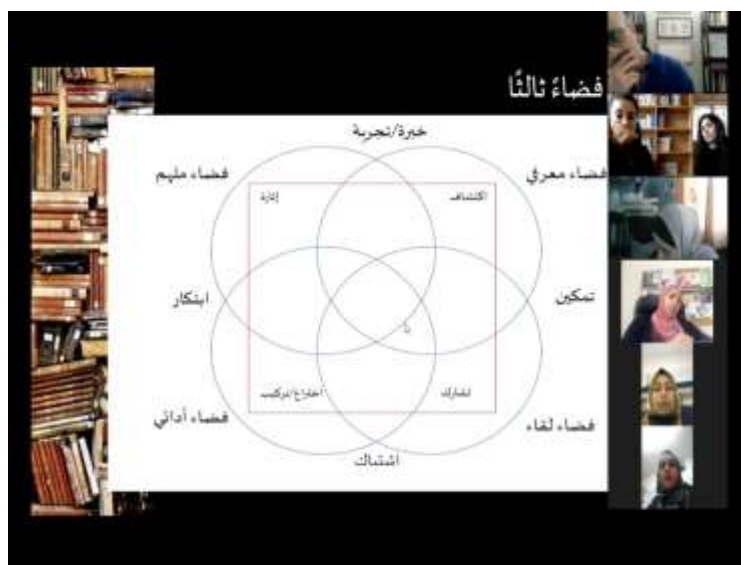 فضاءً ثالثًا
خبرة/تجربة
فضاء معرفي
فضاء ملهم
اكتشاف
إثارة
تمكين
ابتكار
تشارك
اختراع/تركيب
فضاء لقاء
فضاء أدائي
اشتباك